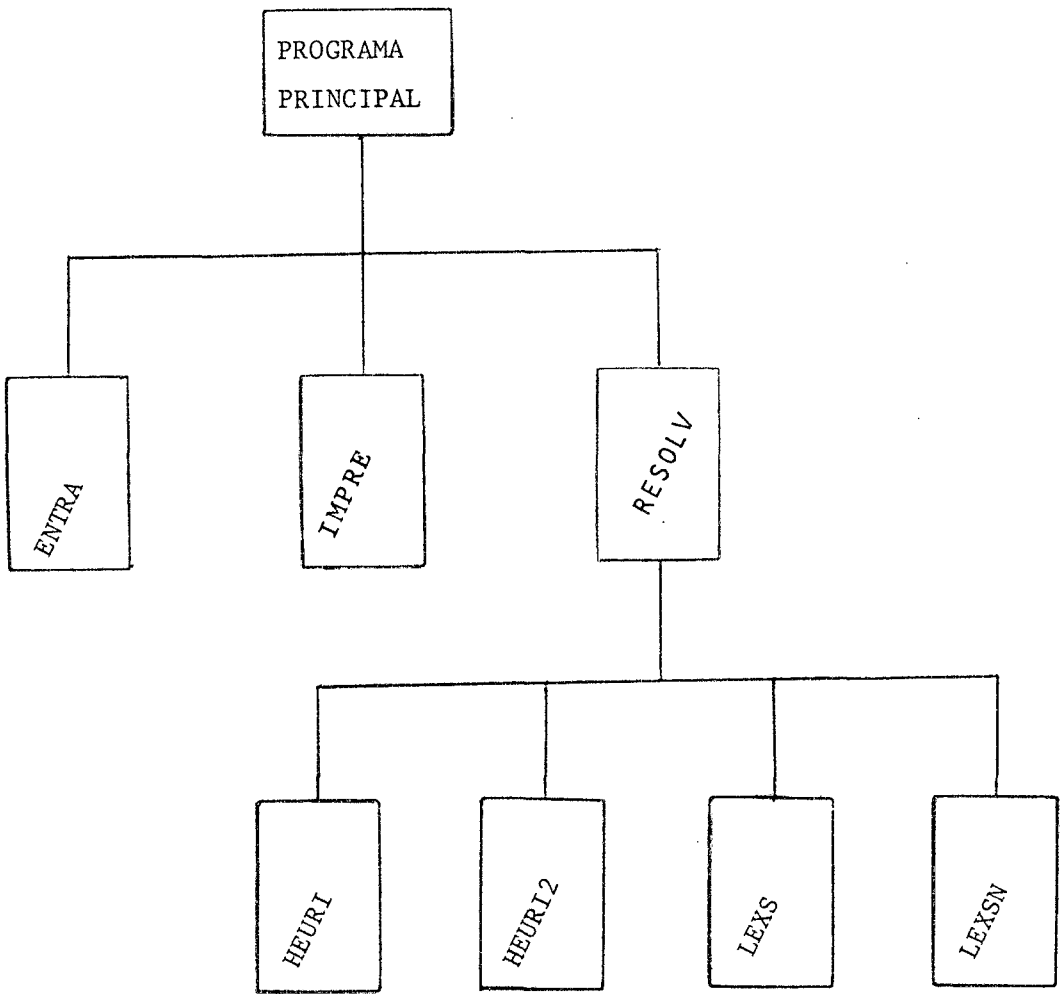 PROGRAMA
PRINCIPAL
ENTRA
IMPRE
RESOLV
HEURI
HEURI2
LEXS
LEXSN